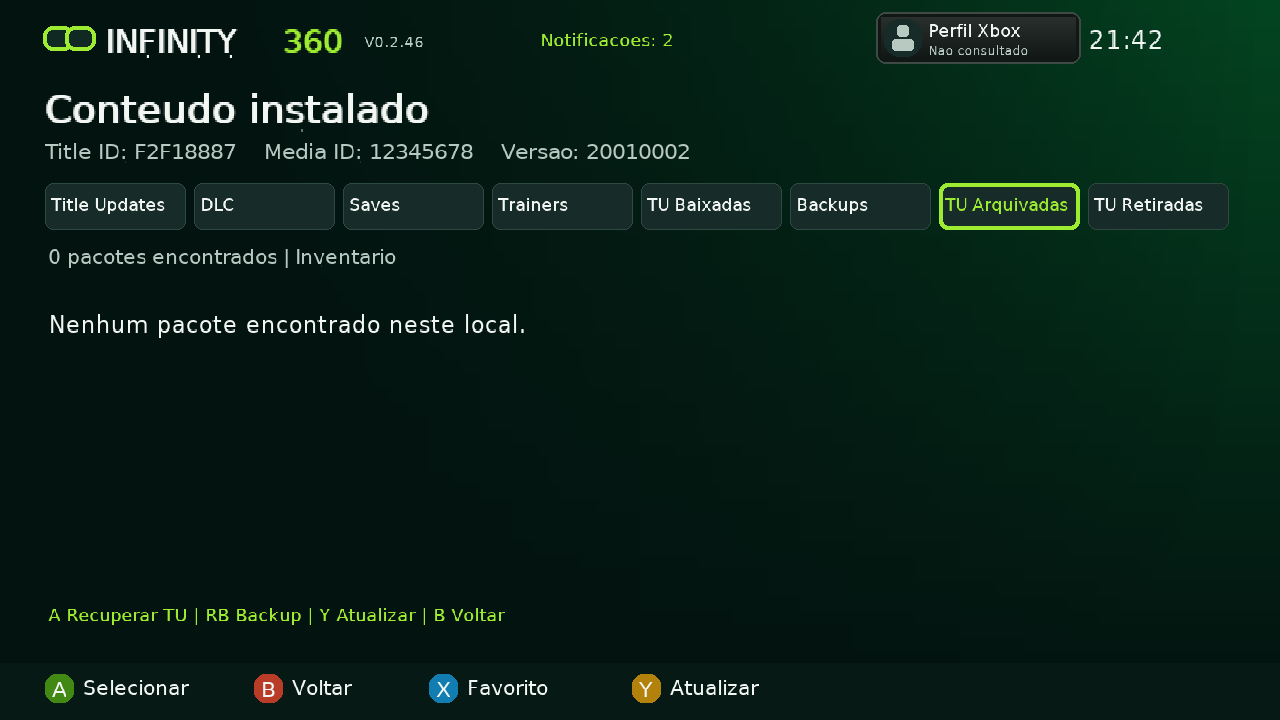 INFINITY 360 V0.2.46 Notificacoes: 2 Perfil Xbox 21:42
Nao consultado
Conteudo instalado
Title ID: F2F18887 Media ID: 12345678 Versao: 20010002
Title Updates DLC Saves Trainers TU Baixadas Backups TU Arquivadas TU Retiradas
0 pacotes encontrados | Inventario
Nenhum pacote encontrado neste local.
A Recuperar TU | RB Backup | Y Atualizar | B Voltar
A Selecionar B Voltar X Favorito Y Atualizar